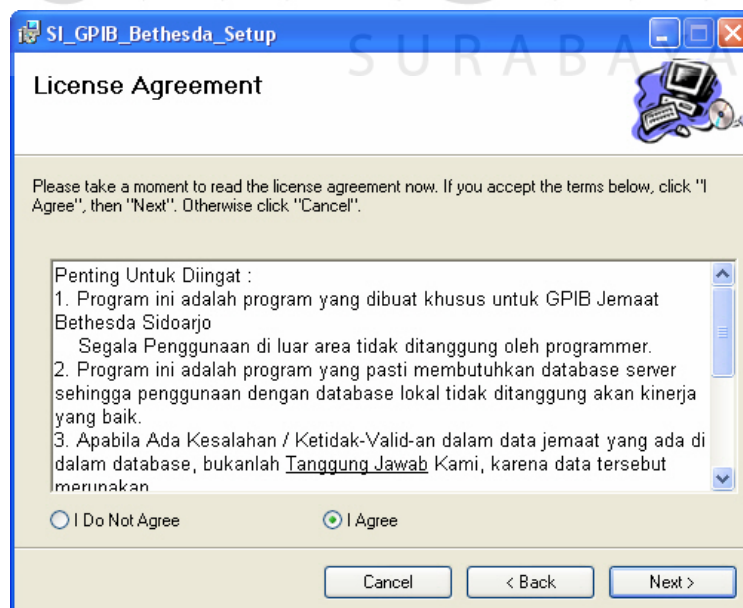 SI_GPIB_Bethesda_Setup
SURABAYA
License Agreement
Please take a moment to read the license agreement now. If you accept the terms below, click "I
Agree", then "Next". Otherwise click "Cancel".
Penting Untuk Diingat :
1. Program ini adalah program yang dibuat khusus untuk GPIB Jemaat
Bethesda Sidoarjo
Segala Penggunaan di luar area tidak ditanggung oleh programmer.
2. Program ini adalah program yang pasti membutuhkan database server
sehingga penggunaan dengan database lokal tidak ditanggung akan kinerja
yang baik.
3. Apabila Ada Kesalahan / Ketidak-Valid-an dalam data jemaat yang ada di
dalam database, bukanlah Tanggung Jawab Kami, karena data tersebut
merupakan
I Do Not Agree
I Agree
Cancel
< Back
Next >